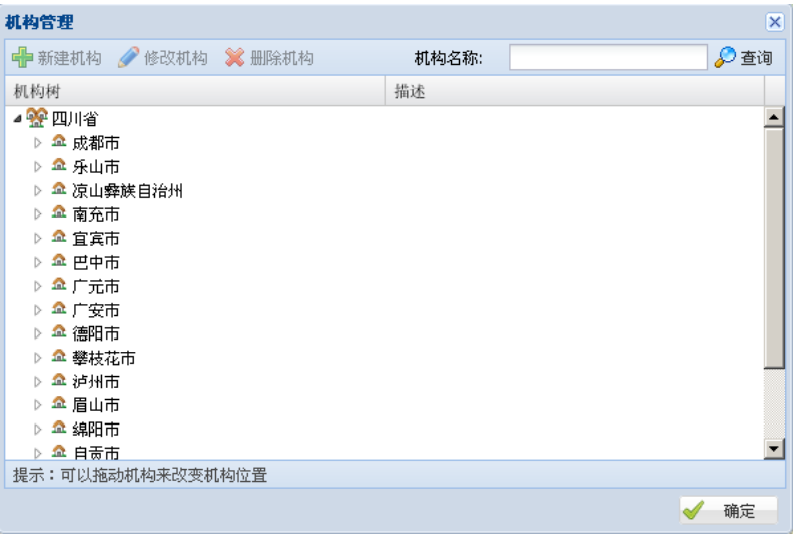 机构管理
新建机构 修改机构 删除机构 机构名称: 查询
机构树 描述
四川省
成都市
乐山市
凉山彝族自治州
南充市
宜宾市
巴中市
广元市
广安市
德阳市
攀枝花市
泸州市
眉山市
绵阳市
自贡市
提示：可以拖动机构来改变机构位置
确定